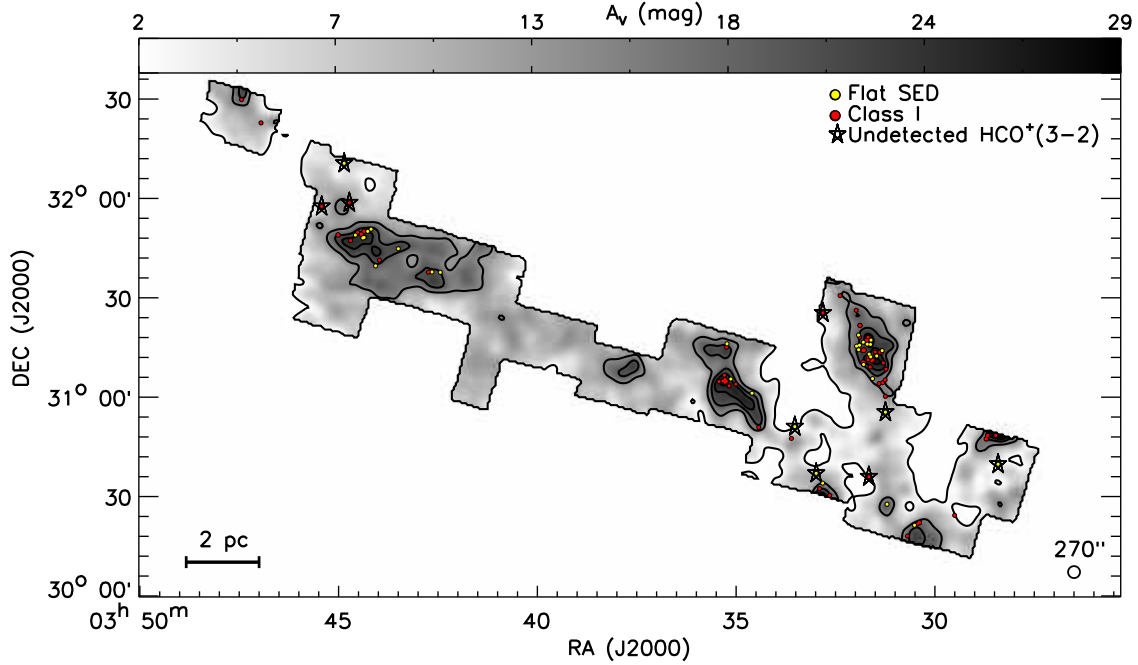 A_V (mag)
2 7 13 18 24 29
Flat SED
Class I
Undetected HCO⁺(3−2)
30
32° 00'
30
31° 00'
30
30° 00'
DEC (J2000)
2 pc
270"
03ʰ 50ᵐ 45 40 35 30
RA (J2000)